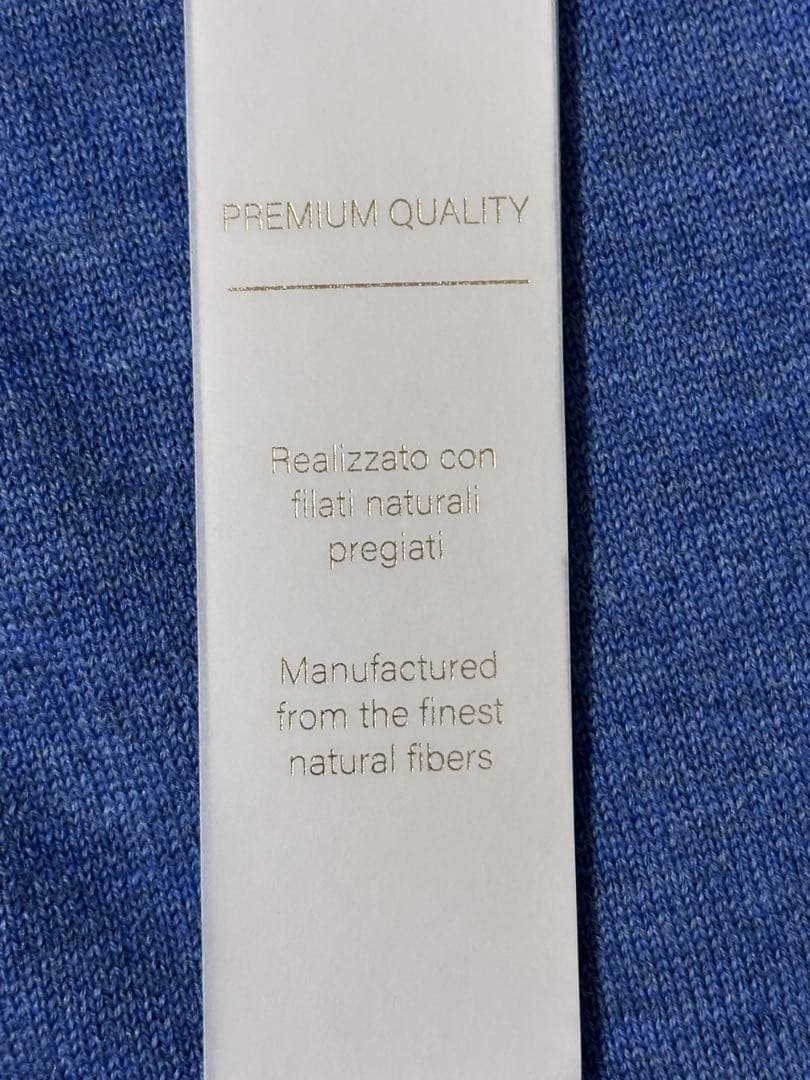 PREMIUM QUALITY
Realizzato con
filati naturali
pregiati
Manufactured
from the finest
natural fibers